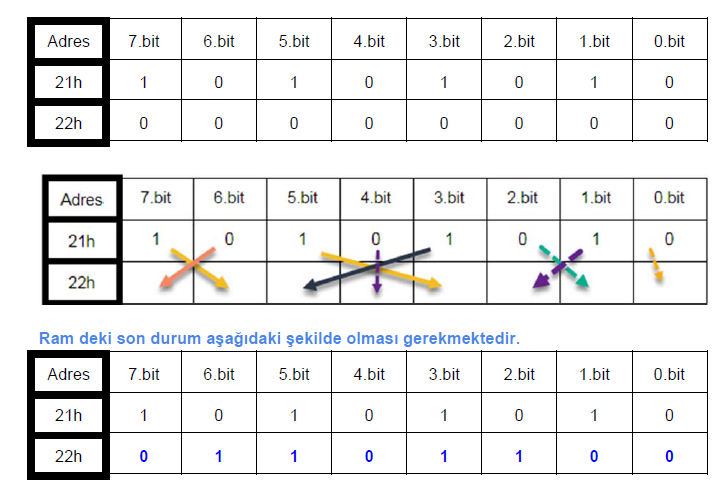 Adres 7.bit 6.bit 5.bit 4.bit 3.bit 2.bit 1.bit 0.bit
21h 1 0 1 0 1 0 1 0
22h 0 0 0 0 0 0 0 0
Adres 7.bit 6.bit 5.bit 4.bit 3.bit 2.bit 1.bit 0.bit
21h 1 0 1 0 1 0 1 0
22h
Ram deki son durum aşağıdaki şekilde olması gerekmektedir.
Adres 7.bit 6.bit 5.bit 4.bit 3.bit 2.bit 1.bit 0.bit
21h 1 0 1 0 1 0 1 0
22h 0 1 1 0 1 1 0 0